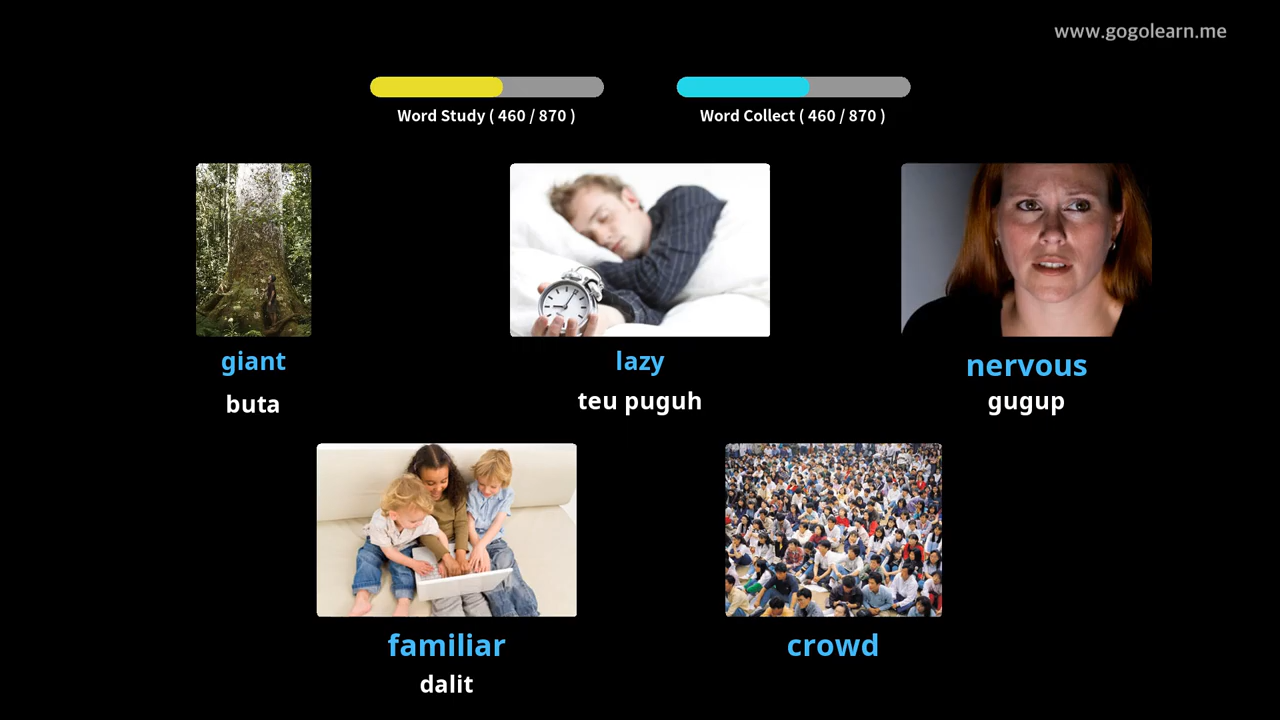 www.gogolearn.me
Word Study ( 460 / 870 )
Word Collect ( 460 / 870 )
giant
buta
lazy
teu puguh
nervous
gugup
familiar
dalit
crowd